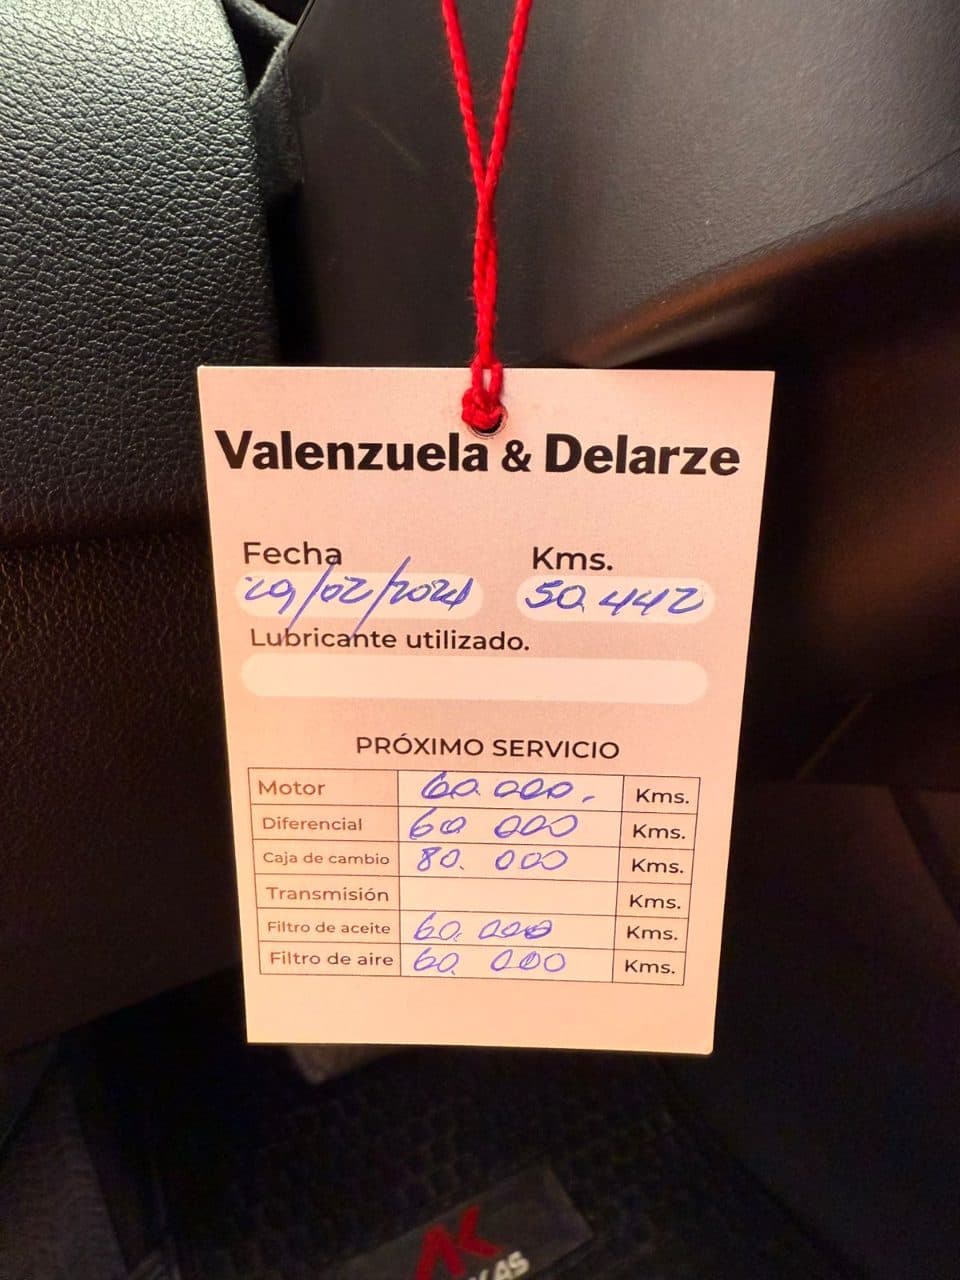 Valenzuela & Delarze
Fecha Kms.
29/02/2024 50.442
Lubricante utilizado.
PRÓXIMO SERVICIO
Motor 60.000. Kms.
Diferencial 60 000 Kms.
Caja de cambio 80. 000 Kms.
Transmisión Kms.
Filtro de aceite 60. 000 Kms.
Filtro de aire 60. 000 Kms.